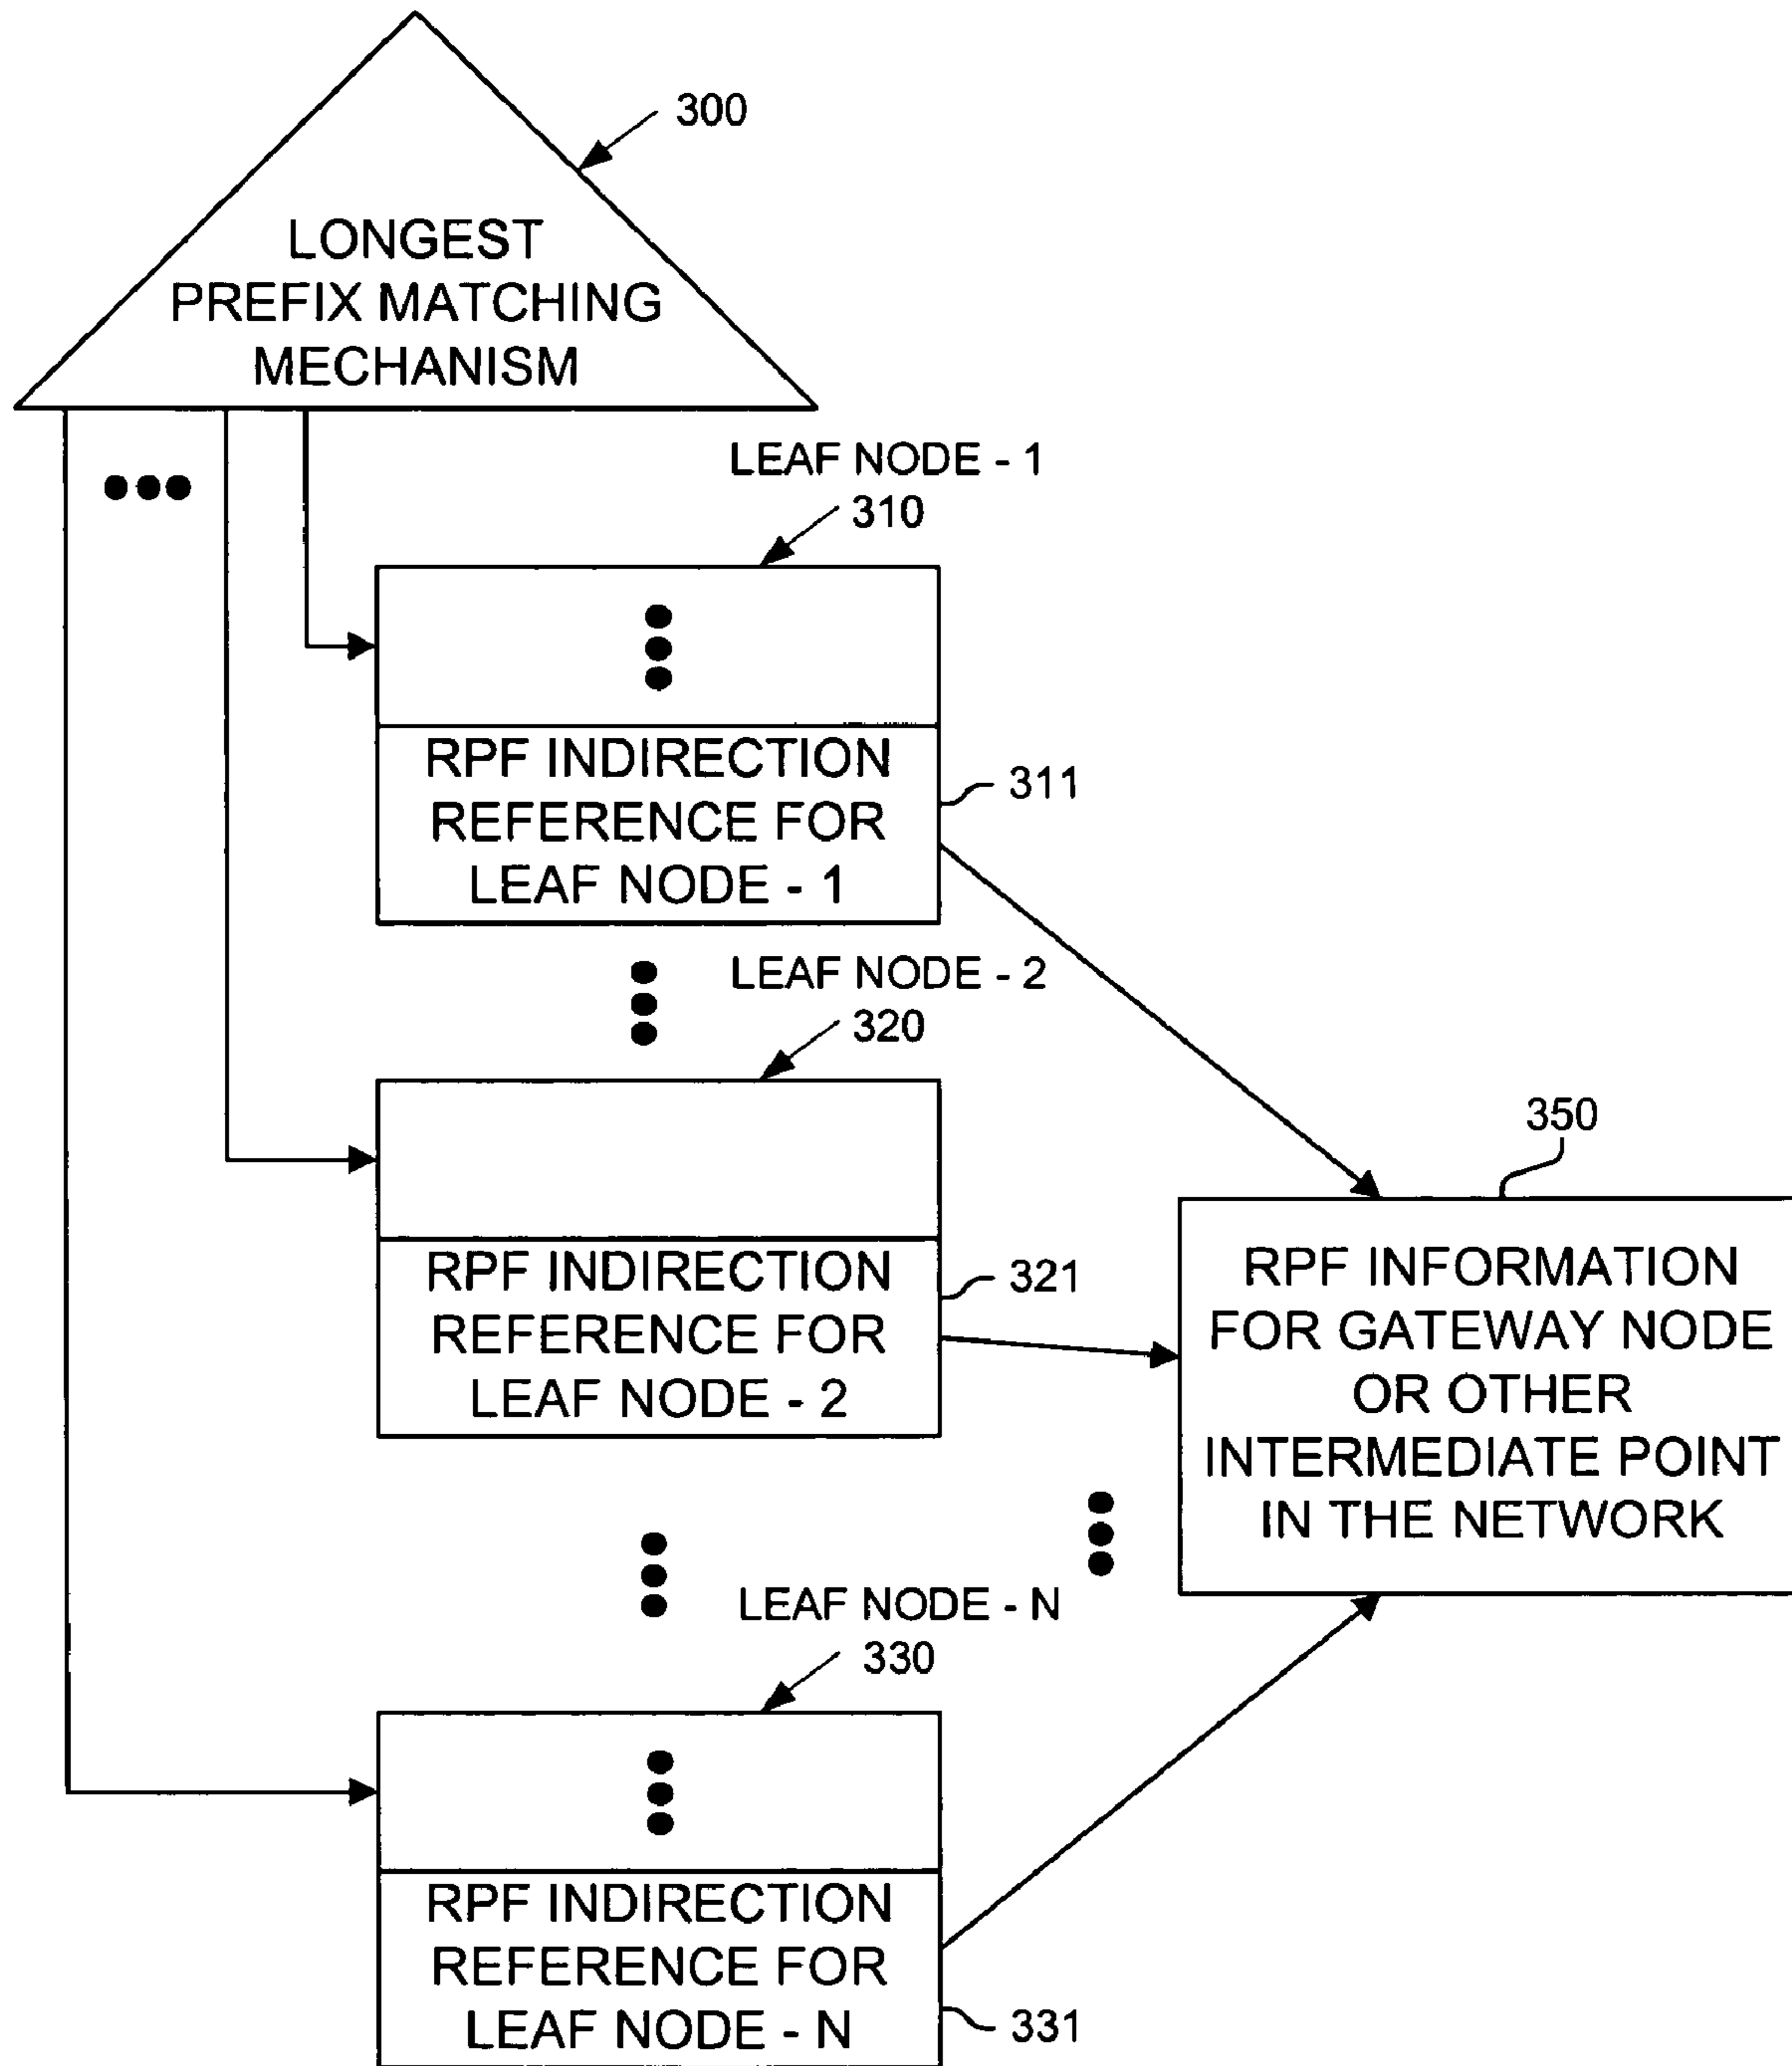 300
LONGEST
PREFIX MATCHING
MECHANISM
LEAF NODE - 1
310
RPF INDIRECTION
REFERENCE FOR
LEAF NODE - 1
311
LEAF NODE - 2
320
RPF INDIRECTION
REFERENCE FOR
LEAF NODE - 2
321
350
RPF INFORMATION
FOR GATEWAY NODE
OR OTHER
INTERMEDIATE POINT
IN THE NETWORK
LEAF NODE - N
330
RPF INDIRECTION
REFERENCE FOR
LEAF NODE - N
331